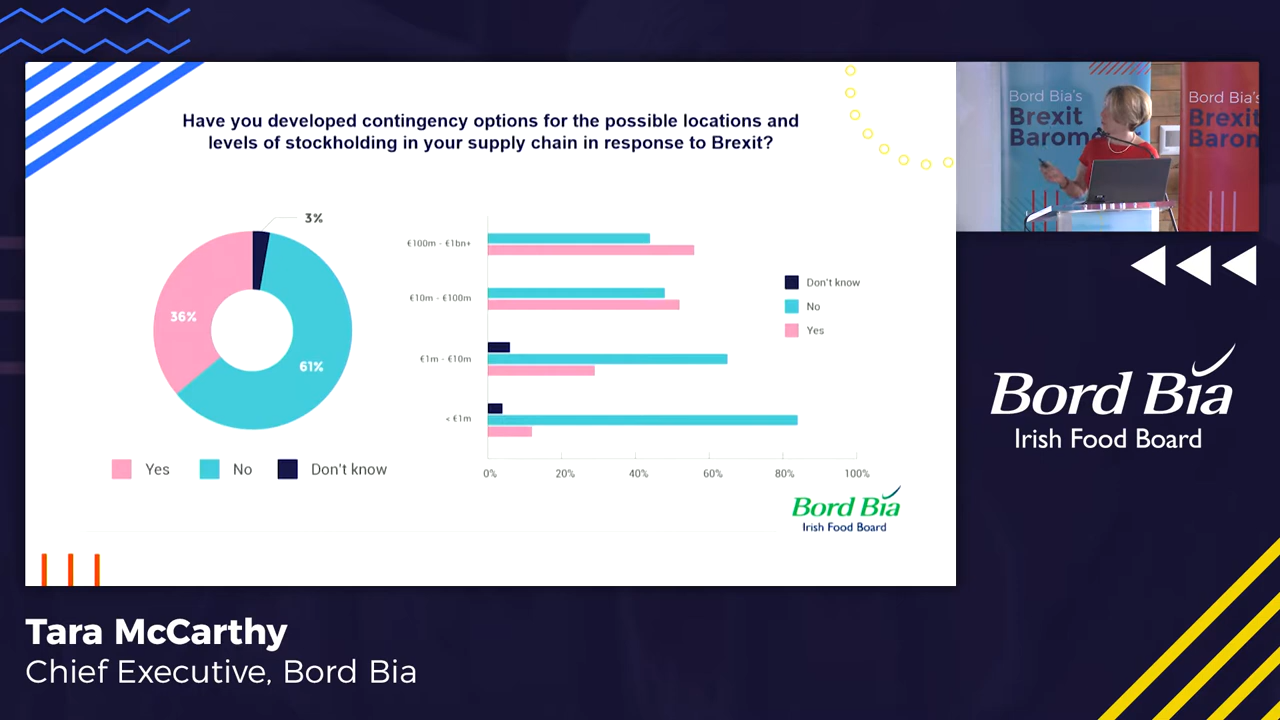 Have you developed contingency options for the possible locations and
levels of stockholding in your supply chain in response to Brexit?
3%
36%
61%
Yes
No
Don't know
€100m - €1bn+
€10m - €100m
€1m - €10m
< €1m
0%
20%
40%
60%
80%
100%
Don't know
No
Yes
Bord Bia
Irish Food Board
Bord Bia's
Brexit
Barome
Bord Bia's
Brexit
Barom
Bord Bia
Irish Food Board
Tara McCarthy
Chief Executive, Bord Bia